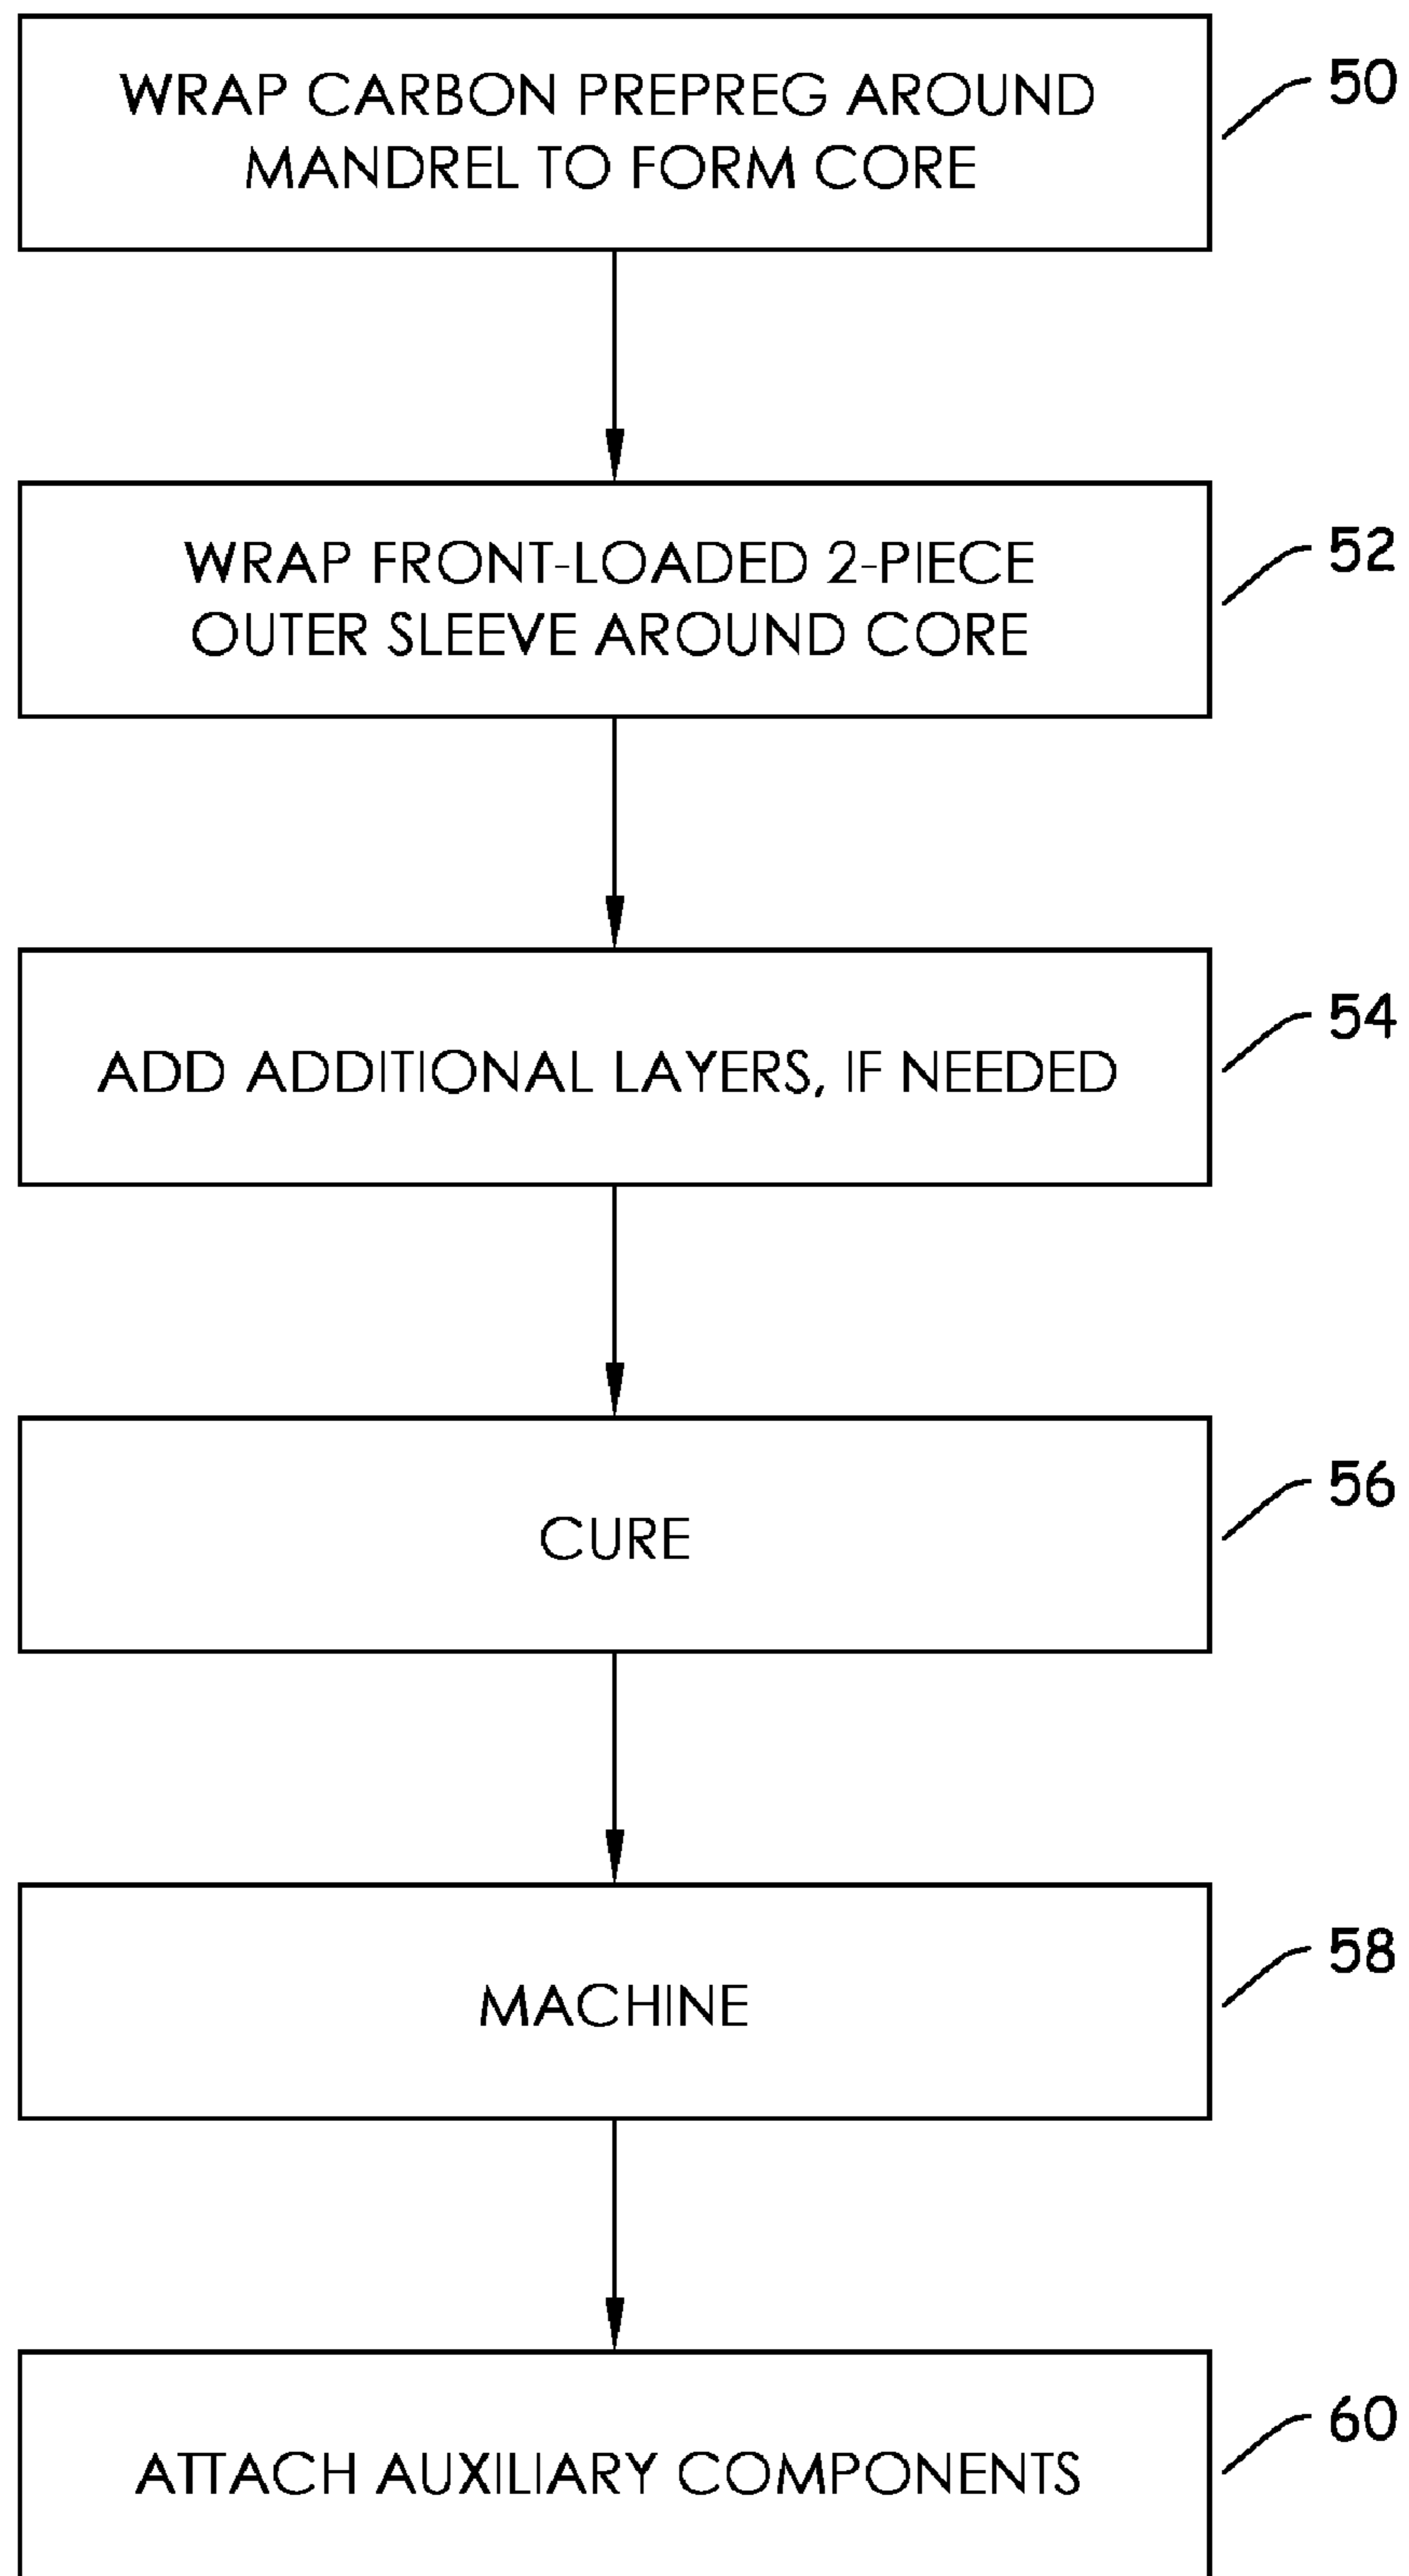 WRAP CARBON PREPREG AROUND
MANDREL TO FORM CORE
50
WRAP FRONT-LOADED 2-PIECE
OUTER SLEEVE AROUND CORE
52
ADD ADDITIONAL LAYERS, IF NEEDED
54
CURE
56
MACHINE
58
ATTACH AUXILIARY COMPONENTS
60